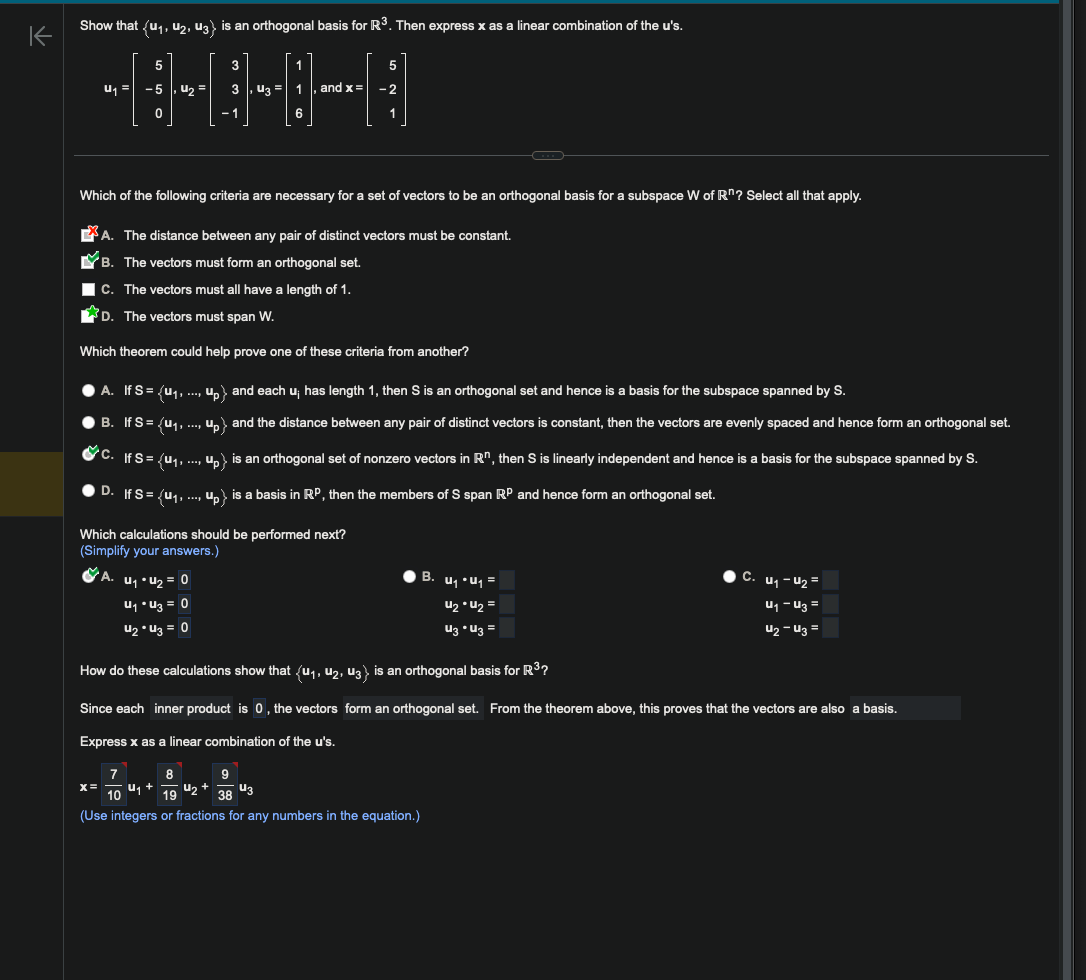 Show that {u1, u2, u3} is an orthogonal basis for ℝ3. Then express x as a linear combination of the u's.
5 3 1 5
u1 = -5 , u2 = 3 , u3 = 1 , and x = -2
0 -1 6 1
...
Which of the following criteria are necessary for a set of vectors to be an orthogonal basis for a subspace W of ℝn? Select all that apply.
A. The distance between any pair of distinct vectors must be constant.
B. The vectors must form an orthogonal set.
C. The vectors must all have a length of 1.
D. The vectors must span W.
Which theorem could help prove one of these criteria from another?
A. If S = {u1, ..., up} and each ui has length 1, then S is an orthogonal set and hence is a basis for the subspace spanned by S.
B. If S = {u1, ..., up} and the distance between any pair of distinct vectors is constant, then the vectors are evenly spaced and hence form an orthogonal set.
C. If S = {u1, ..., up} is an orthogonal set of nonzero vectors in ℝn, then S is linearly independent and hence is a basis for the subspace spanned by S.
D. If S = {u1, ..., up} is a basis in ℝp, then the members of S span ℝp and hence form an orthogonal set.
Which calculations should be performed next?
(Simplify your answers.)
A. u1 • u2 = 0 B. u1 • u1 = C. u1 - u2 =
u1 • u3 = 0 u2 • u2 = u1 - u3 =
u2 • u3 = 0 u3 • u3 = u2 - u3 =
How do these calculations show that {u1, u2, u3} is an orthogonal basis for ℝ3?
Since each inner product is 0, the vectors form an orthogonal set. From the theorem above, this proves that the vectors are also a basis.
Express x as a linear combination of the u's.
7 8 9
x = u1 + u2 + u3
10 19 38
(Use integers or fractions for any numbers in the equation.)